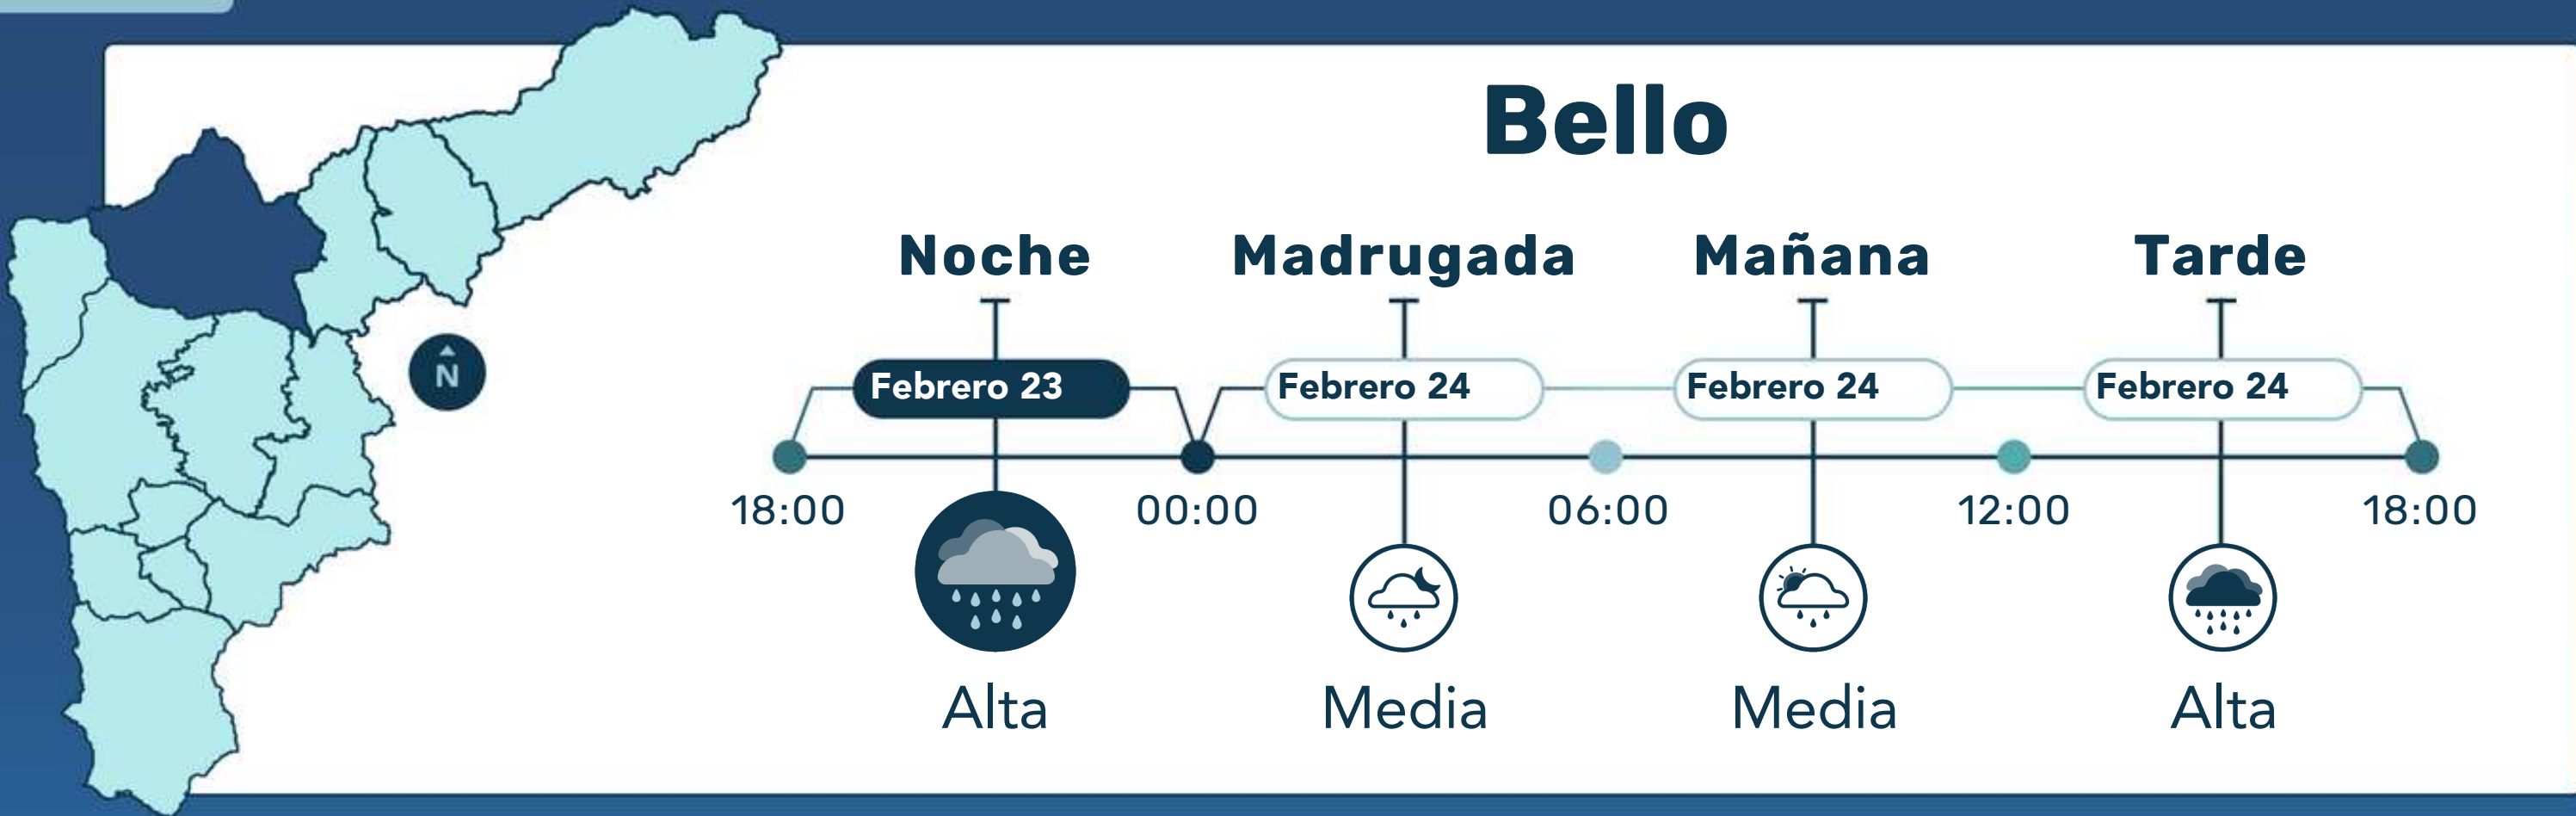 Bello
Noche Madrugada Mañana Tarde
Febrero 23 Febrero 24 Febrero 24 Febrero 24
N
18:00 00:00 06:00 12:00 18:00
Alta Media Media Alta